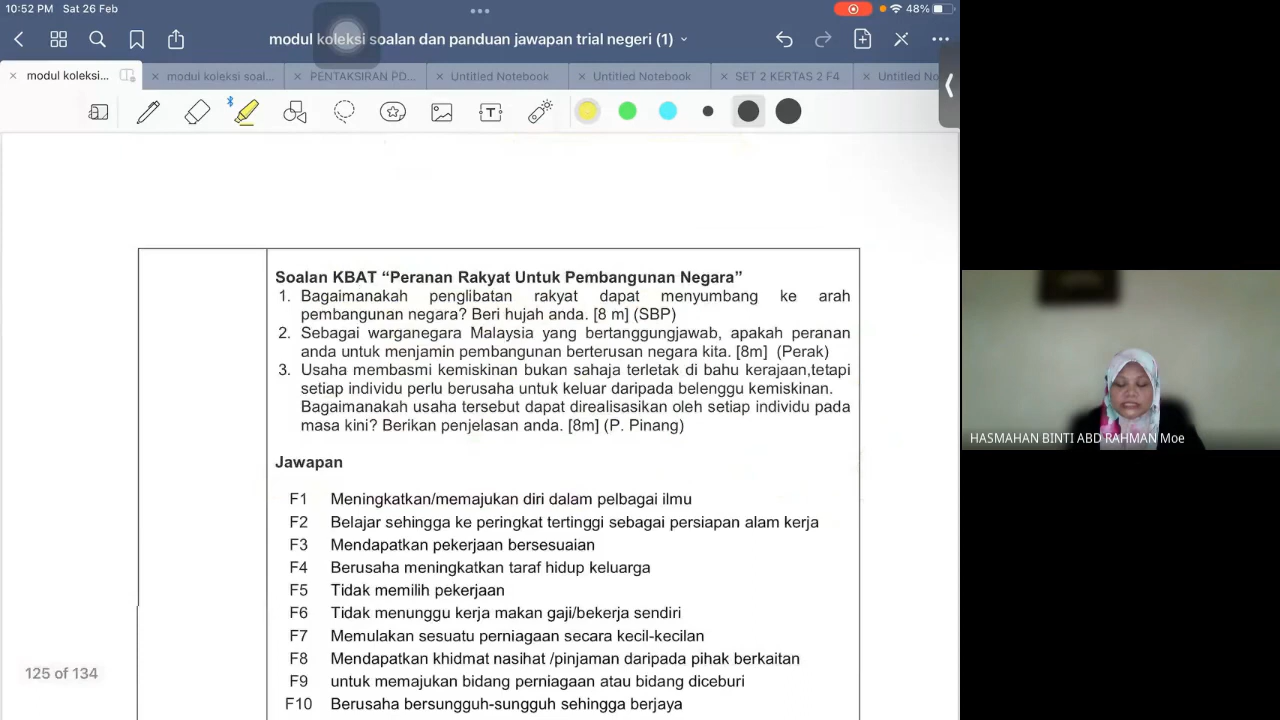 10:52 PM Sat 26 Feb
48%
modul koleksi soalan dan panduan jawapan trial negeri (1)
modul koleksi...
modul koleksi soal...
PENTAKSIRAN PD...
Untitled Notebook
Untitled Notebook
SET 2 KERTAS 2 F4
Untitled No
Soalan KBAT “Peranan Rakyat Untuk Pembangunan Negara”
1. Bagaimanakah penglibatan rakyat dapat menyumbang ke arah
pembangunan negara? Beri hujah anda. [8 m] (SBP)
2. Sebagai warganegara Malaysia yang bertanggungjawab, apakah peranan
anda untuk menjamin pembangunan berterusan negara kita. [8m] (Perak)
3. Usaha membasmi kemiskinan bukan sahaja terletak di bahu kerajaan,tetapi
setiap individu perlu berusaha untuk keluar daripada belenggu kemiskinan.
Bagaimanakah usaha tersebut dapat direalisasikan oleh setiap individu pada
masa kini? Berikan penjelasan anda. [8m] (P. Pinang)
Jawapan
F1 Meningkatkan/memajukan diri dalam pelbagai ilmu
F2 Belajar sehingga ke peringkat tertinggi sebagai persiapan alam kerja
F3 Mendapatkan pekerjaan bersesuaian
F4 Berusaha meningkatkan taraf hidup keluarga
F5 Tidak memilih pekerjaan
F6 Tidak menunggu kerja makan gaji/bekerja sendiri
F7 Memulakan sesuatu perniagaan secara kecil-kecilan
F8 Mendapatkan khidmat nasihat /pinjaman daripada pihak berkaitan
F9 untuk memajukan bidang perniagaan atau bidang diceburi
F10 Berusaha bersungguh-sungguh sehingga berjaya
125 of 134
HASMAHAN BINTI ABD RAHMAN Moe